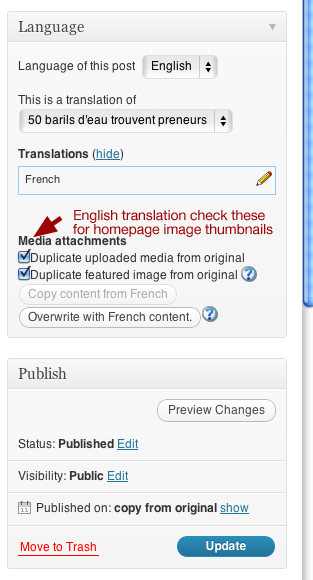 Language
Language of this post English
This is a translation of
50 barils d'eau trouvent preneurs
Translations (hide)
French
English translation check these
for homepage image thumbnails
Media attachments
Duplicate uploaded media from original
Duplicate featured image from original ?
Copy content from French
Overwrite with French content. ?
Publish
Preview Changes
Status: Published Edit
Visibility: Public Edit
11 Published on: copy from original show
Move to Trash Update